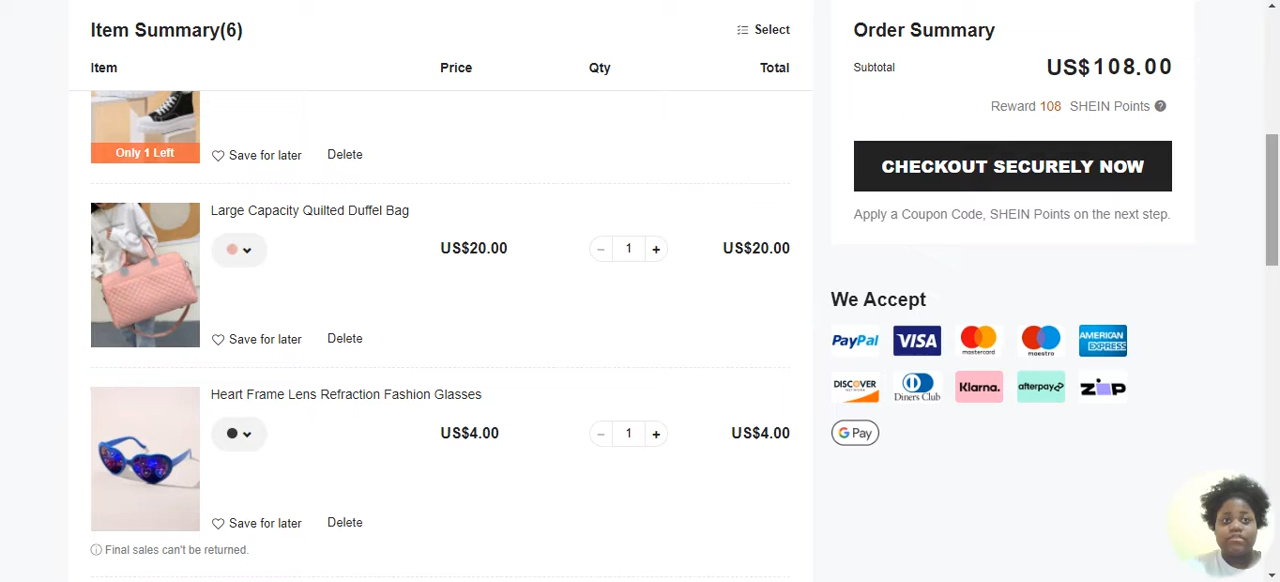 Item Summary(6)
Select
Item Price Qty Total
Only 1 Left
Save for later Delete
Large Capacity Quilted Duffel Bag
US$20.00 − 1 + US$20.00
Save for later Delete
Heart Frame Lens Refraction Fashion Glasses
US$4.00 − 1 + US$4.00
Save for later Delete
Final sales can't be returned.
Order Summary
Subtotal US$108.00
Reward 108 SHEIN Points ?
CHECKOUT SECURELY NOW
Apply a Coupon Code, SHEIN Points on the next step.
We Accept
PayPal VISA mastercard maestro AMERICAN EXPRESS
DISCOVER NETWORK Diners Club Klarna. afterpay zip
G Pay